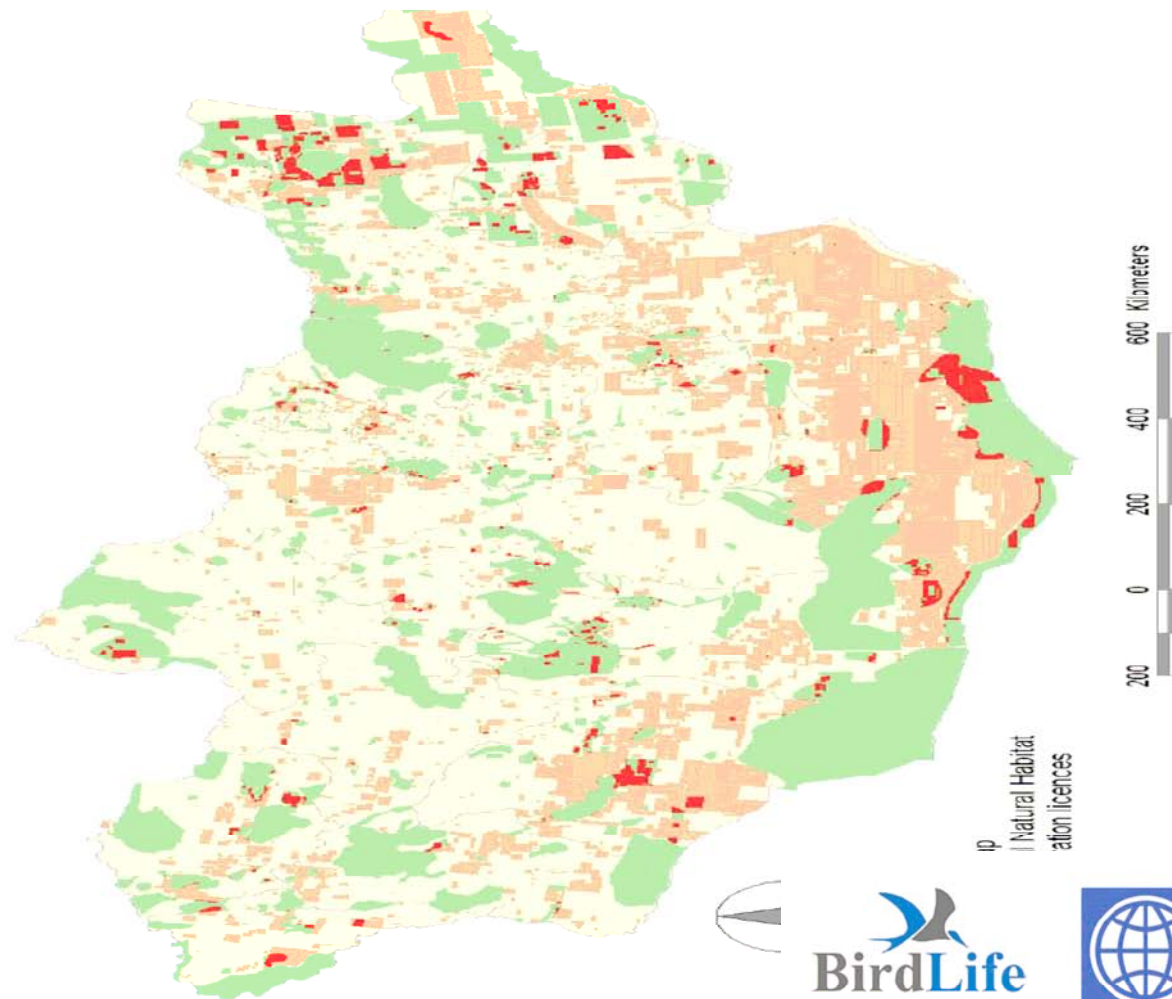 600 Kilometers
400
200
0
200
l Natural Habitat
ation licences
BirdLife